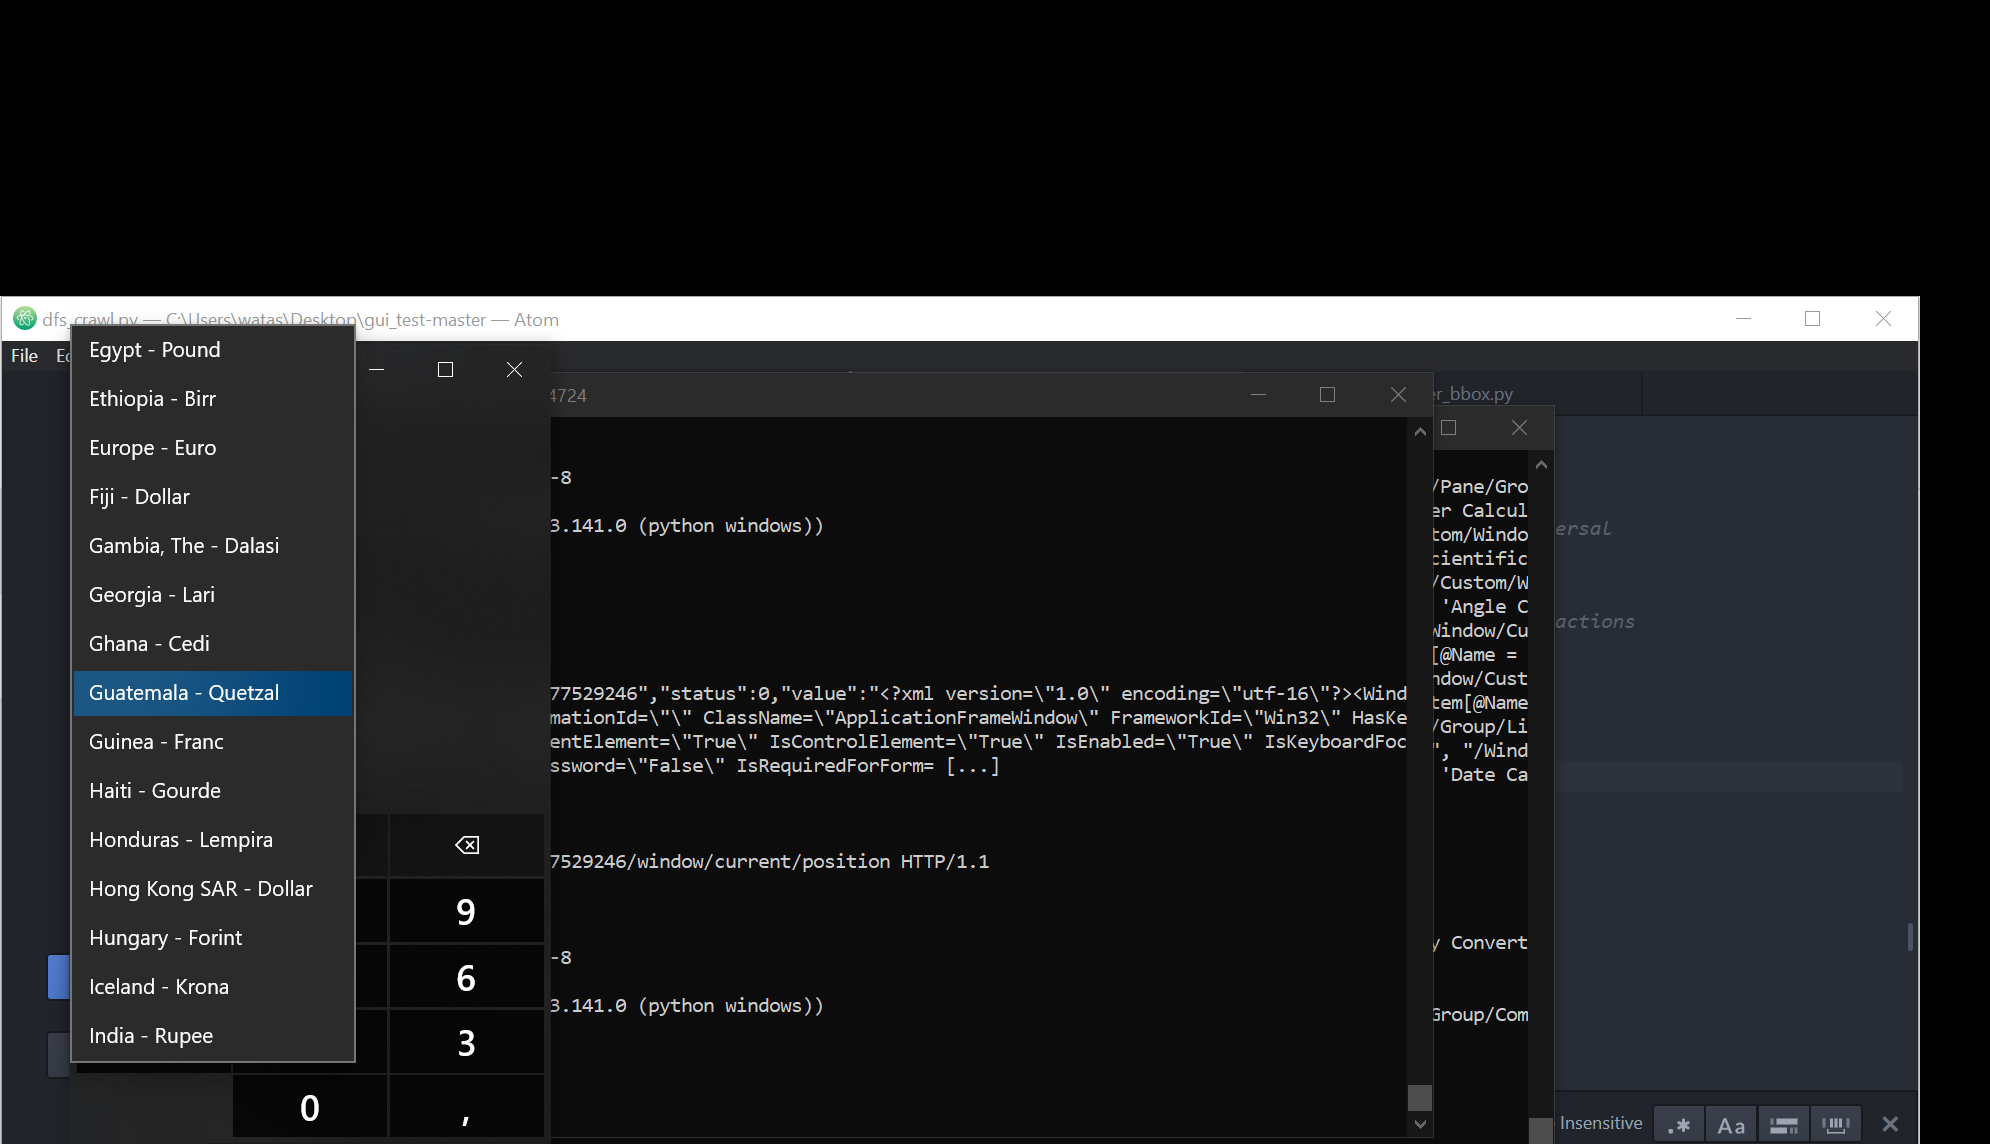 dfs_crawl.py — C:\Users\watas\Desktop\gui_test-master — Atom
File
Egypt - Pound
Ethiopia - Birr
Europe - Euro
Fiji - Dollar
Gambia, The - Dalasi
Georgia - Lari
Ghana - Cedi
Guatemala - Quetzal
Guinea - Franc
Haiti - Gourde
Honduras - Lempira
Hong Kong SAR - Dollar
Hungary - Forint
Iceland - Krona
India - Rupee
9
6
3
0
,
4724
-8
3.141.0 (python windows))
77529246","status":0,"value":"<?xml version=\"1.0\" encoding=\"utf-16\"?><Wind
mationId=\"\" ClassName=\"ApplicationFrameWindow\" FrameworkId=\"Win32\" HasKe
entElement=\"True\" IsControlElement=\"True\" IsEnabled=\"True\" IsKeyboardFoc
ssword=\"False\" IsRequiredForForm= [...]
7529246/window/current/position HTTP/1.1
-8
3.141.0 (python windows))
er_bbox.py
/Pane/Gro
er Calcul
tom/Windo
cientific
/Custom/W
'Angle C
Window/Cu
[@Name =
ndow/Cust
tem[@Name
/Group/Li
", "/Wind
'Date Ca
y Convert
Group/Com
ersal
actions
Insensitive
.*
Aa